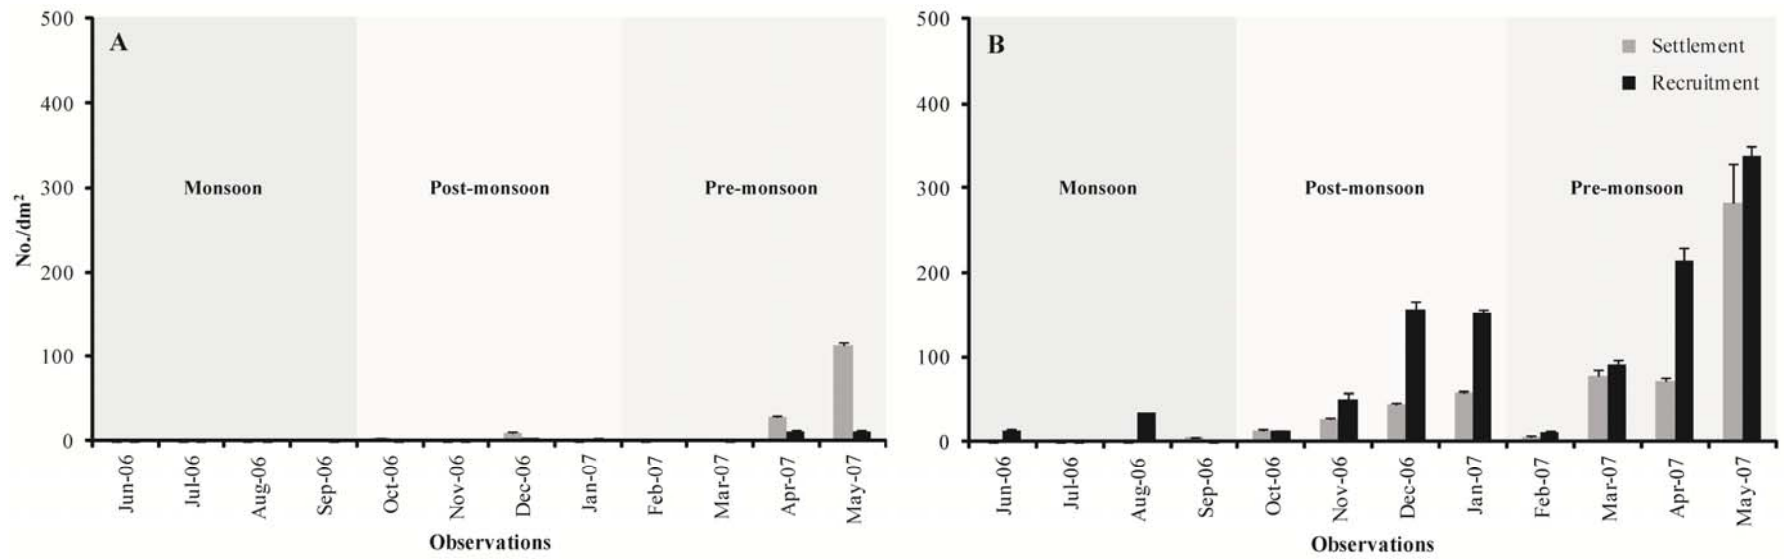 A
500
400
300
200
100
0
No./dm²
Monsoon
Post-monsoon
Pre-monsoon
Jun-06
Jul-06
Aug-06
Sep-06
Oct-06
Nov-06
Dec-06
Jan-07
Feb-07
Mar-07
Apr-07
May-07
Observations
B
Settlement
Recruitment
500
400
300
200
100
0
Monsoon
Post-monsoon
Pre-monsoon
Jun-06
Jul-06
Aug-06
Sep-06
Oct-06
Nov-06
Dec-06
Jan-07
Feb-07
Mar-07
Apr-07
May-07
Observations